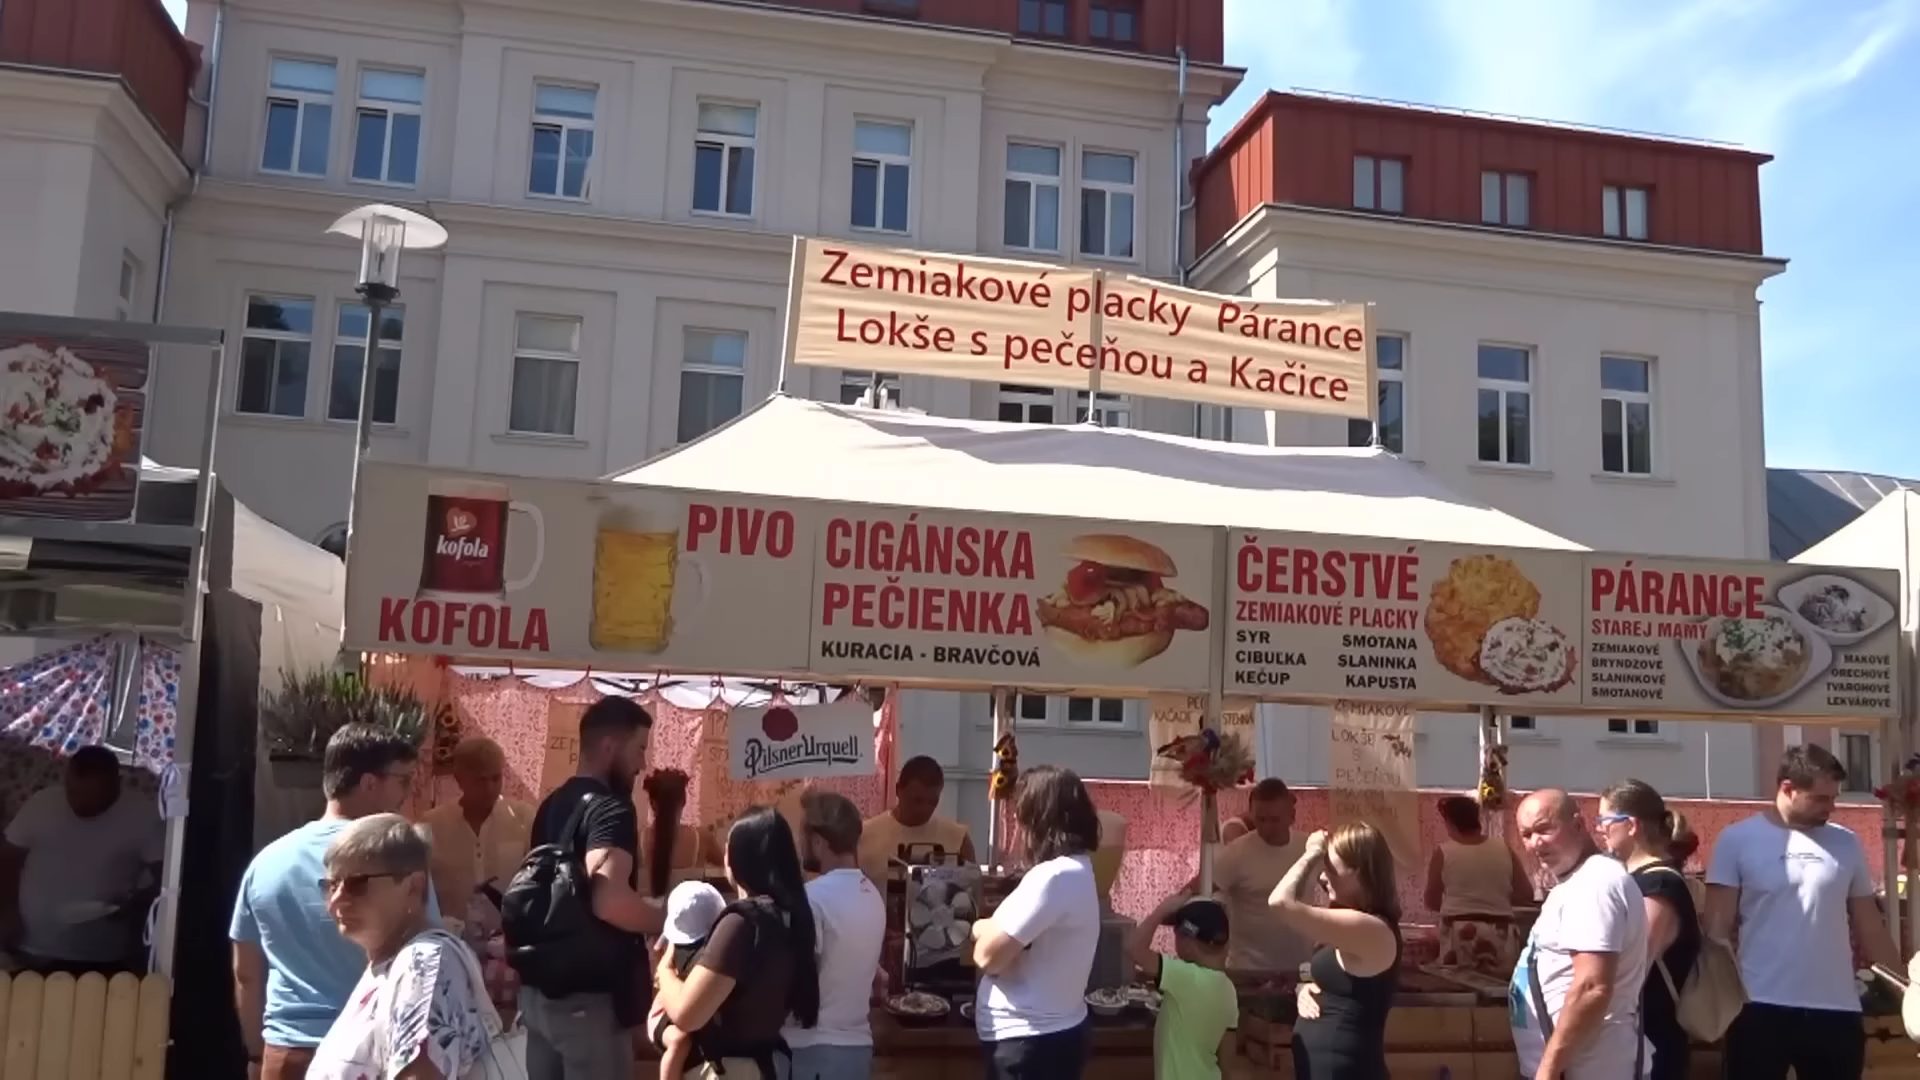 Zemiakové placky Párance
Lokše s pečeňou a Kačice
kofola
KOFOLA
PIVO
CIGÁNSKA
PEČIENKA
KURACIA - BRAVČOVÁ
ČERSTVÉ
ZEMIAKOVÉ PLACKY
SYR
CIBUĽKA
KEČUP
SMOTANA
SLANINKA
KAPUSTA
PÁRANCE
STAREJ MAMY
ZEMIAKOVÉ
BRYNDZOVÉ
SLANINKOVÉ
SMOTANOVÉ
MAKOVÉ
ORECHOVÉ
TVAROHOVÉ
LEKVÁROVÉ
Pilsner Urquell
ZEMIAKOVÉ
LOKŠE
S
PEČEŇOU